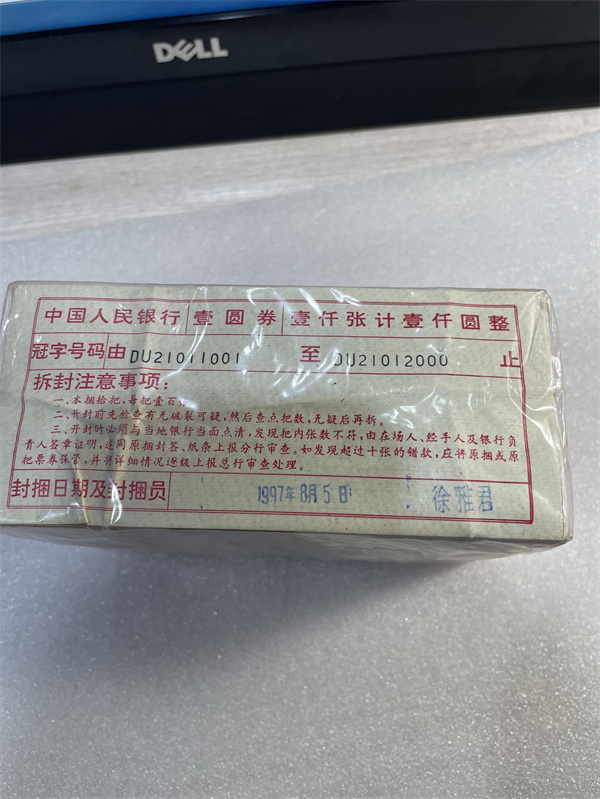 DELL
中国人民银行 壹圆券 壹仟张计壹仟圆整
冠字号码 由 DU21011001 至 DU21012000 止
拆封注意事项:
一、本捆拾把,每把壹百张。
二、开封前先检查有无破裂可疑,然后查点把数,无疑后再拆。
三、开封时必须与当地银行当面点清,发现把内张数不符,由在场人、经手人及银行负
责人签章证明,连同原捆封签、纸条上报分行审查。如发现超过十张的错款,应将原捆或原
把票券保管,并将详细情况逐级上报总行审查处理。
封捆日期及封捆员 1997年8月5日 徐雅君